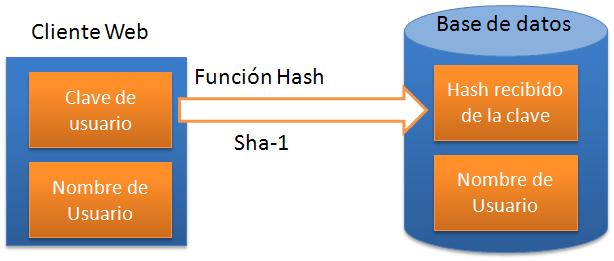 Cliente Web
Base de datos
Función Hash
Clave de
usuario
Hash recibido
de la clave
Sha-1
Nombre de
Usuario
Nombre de
Usuario